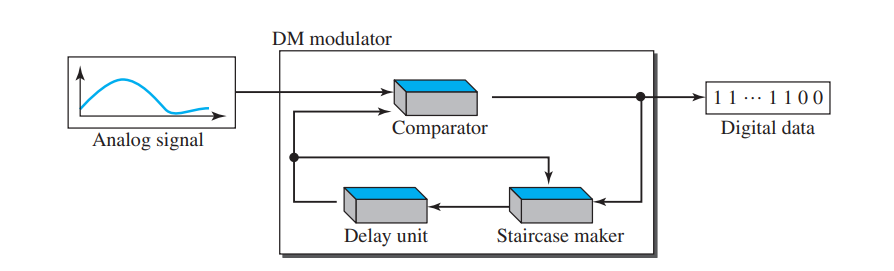 DM modulator
Analog signal
Comparator
1 1 ··· 1 1 0 0
Digital data
Delay unit
Staircase maker